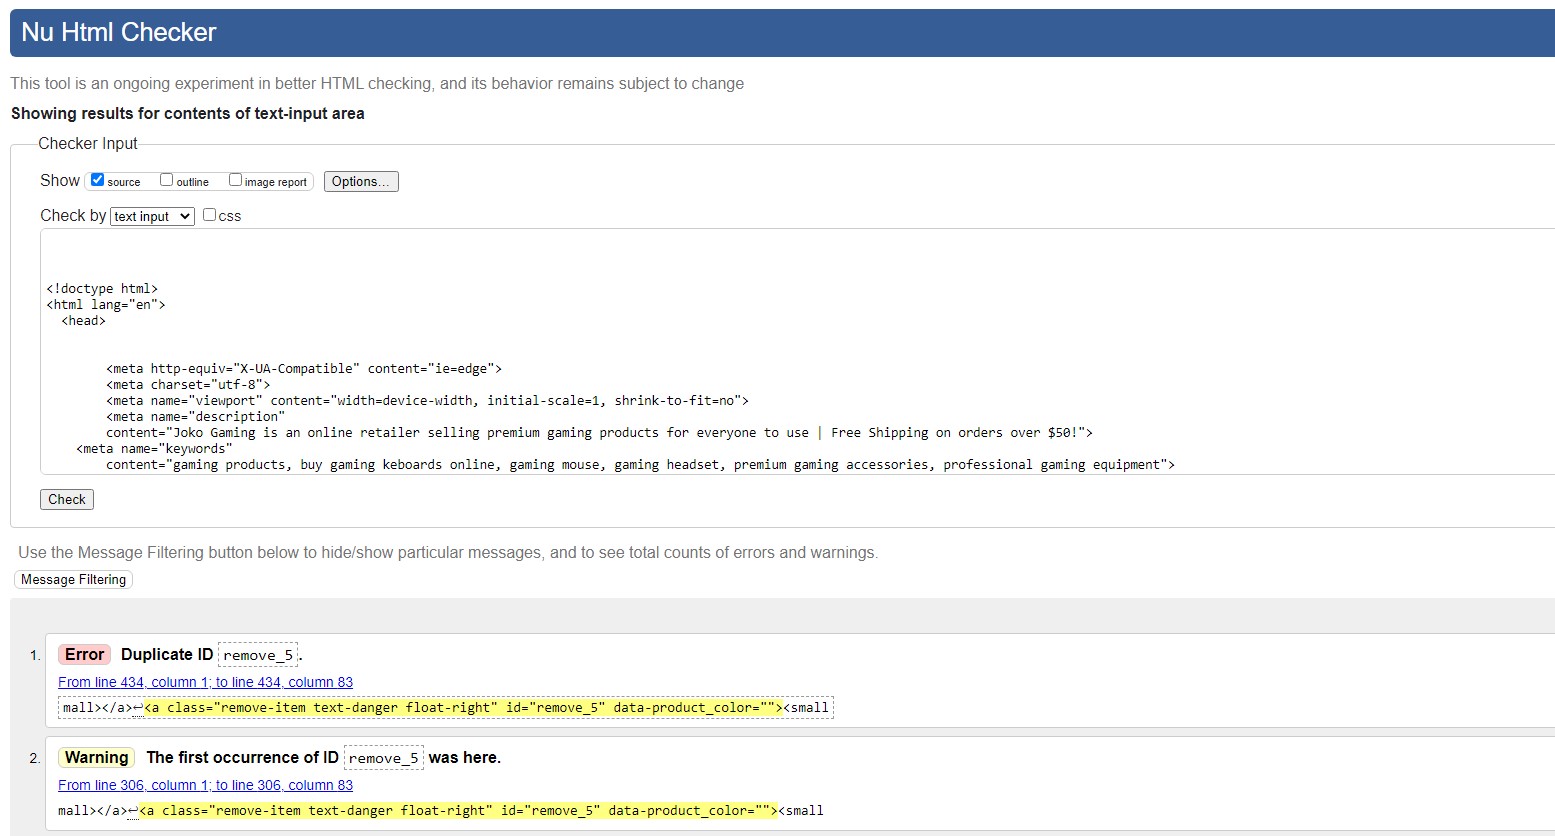 Nu Html Checker
This tool is an ongoing experiment in better HTML checking, and its behavior remains subject to change
Showing results for contents of text-input area
Checker Input
Show source outline image report Options...
Check by text input css
<!doctype html>
<html lang="en">
<head>
<meta http-equiv="X-UA-Compatible" content="ie=edge">
<meta charset="utf-8">
<meta name="viewport" content="width=device-width, initial-scale=1, shrink-to-fit=no">
<meta name="description"
content="Joko Gaming is an online retailer selling premium gaming products for everyone to use | Free Shipping on orders over $50!">
<meta name="keywords"
content="gaming products, buy gaming keboards online, gaming mouse, gaming headset, premium gaming accessories, professional gaming equipment">
Check
Use the Message Filtering button below to hide/show particular messages, and to see total counts of errors and warnings.
Message Filtering
1. Error Duplicate ID remove_5.
From line 434, column 1; to line 434, column 83
mall></a>↩<a class="remove-item text-danger float-right" id="remove_5" data-product_color=""><small
2. Warning The first occurrence of ID remove_5 was here.
From line 306, column 1; to line 306, column 83
mall></a>↩<a class="remove-item text-danger float-right" id="remove_5" data-product_color=""><small